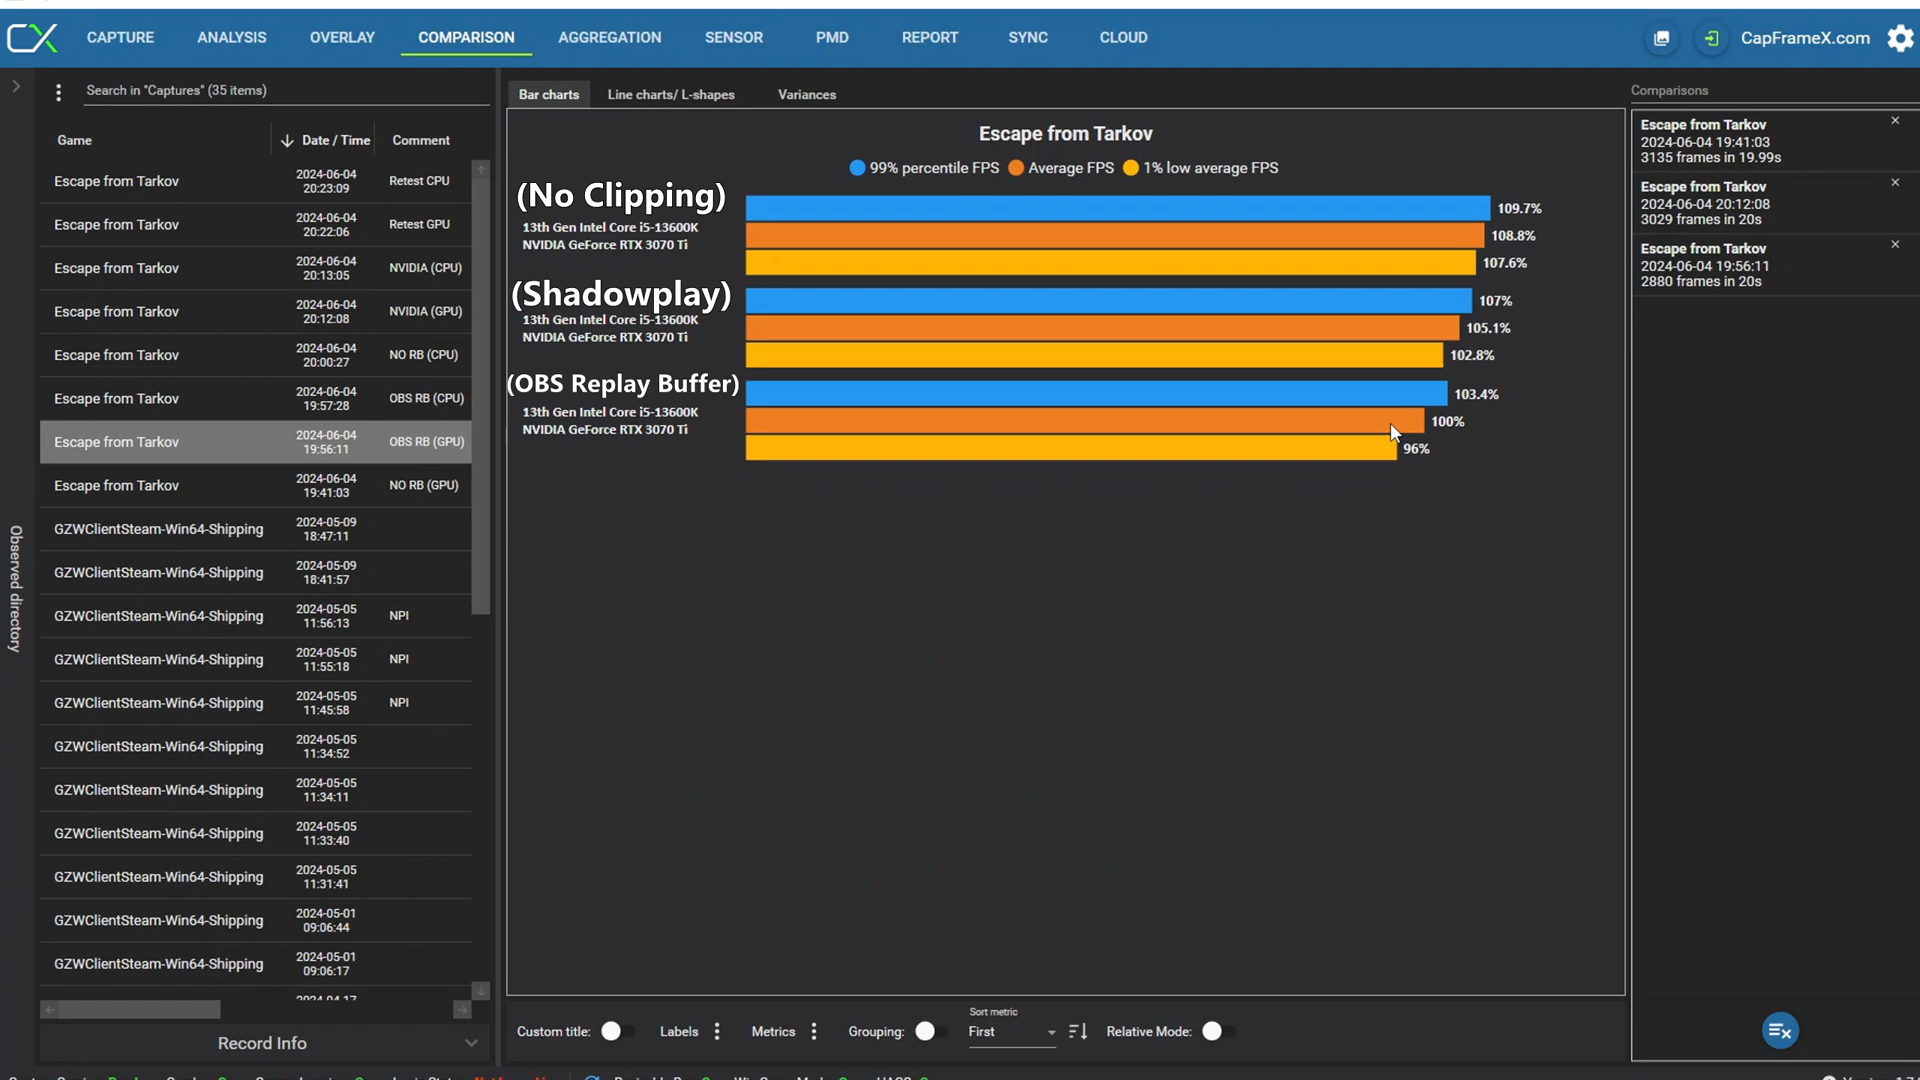 CX
CAPTURE
ANALYSIS
OVERLAY
COMPARISON
AGGREGATION
SENSOR
PMD
REPORT
SYNC
CLOUD
CapFrameX.com
Search in "Captures" (35 items)
Game
Date / Time
Comment
Escape from Tarkov
2024-06-04
20:23:09
Retest CPU
Escape from Tarkov
2024-06-04
20:22:06
Retest GPU
Escape from Tarkov
2024-06-04
20:13:05
NVIDIA (CPU)
Escape from Tarkov
2024-06-04
20:12:08
NVIDIA (GPU)
Escape from Tarkov
2024-06-04
20:00:27
NO RB (CPU)
Escape from Tarkov
2024-06-04
19:57:28
OBS RB (CPU)
Escape from Tarkov
2024-06-04
19:56:11
OBS RB (GPU)
Escape from Tarkov
2024-06-04
19:41:03
NO RB (GPU)
GZWClientSteam-Win64-Shipping
2024-05-09
18:47:11
GZWClientSteam-Win64-Shipping
2024-05-09
18:41:57
GZWClientSteam-Win64-Shipping
2024-05-05
11:56:13
NPI
GZWClientSteam-Win64-Shipping
2024-05-05
11:55:18
NPI
GZWClientSteam-Win64-Shipping
2024-05-05
11:45:58
NPI
GZWClientSteam-Win64-Shipping
2024-05-05
11:34:52
GZWClientSteam-Win64-Shipping
2024-05-05
11:34:11
GZWClientSteam-Win64-Shipping
2024-05-05
11:33:40
GZWClientSteam-Win64-Shipping
2024-05-05
11:31:41
GZWClientSteam-Win64-Shipping
2024-05-01
09:06:44
GZWClientSteam-Win64-Shipping
2024-05-01
09:06:17
Observed directory
Record Info
Bar charts
Line charts/ L-shapes
Variances
Escape from Tarkov
99% percentile FPS
Average FPS
1% low average FPS
(No Clipping)
13th Gen Intel Core i5-13600K
NVIDIA GeForce RTX 3070 Ti
109.7%
108.8%
107.6%
(Shadowplay)
13th Gen Intel Core i5-13600K
NVIDIA GeForce RTX 3070 Ti
107%
105.1%
102.8%
(OBS Replay Buffer)
13th Gen Intel Core i5-13600K
NVIDIA GeForce RTX 3070 Ti
103.4%
100%
96%
Custom title:
Labels
Metrics
Grouping:
Sort metric
First
Relative Mode:
Comparisons
Escape from Tarkov
2024-06-04 19:41:03
3135 frames in 19.99s
Escape from Tarkov
2024-06-04 20:12:08
3029 frames in 20s
Escape from Tarkov
2024-06-04 19:56:11
2880 frames in 20s